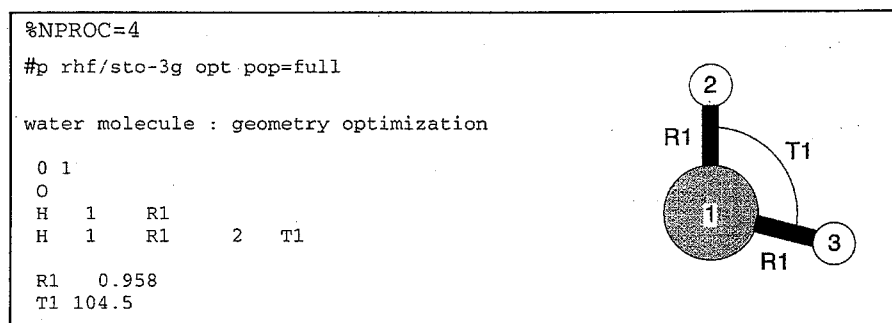 %NPROC=4
#p rhf/sto-3g opt pop=full
water molecule : geometry optimization
0 1
O
H 1 R1
H 1 R1 2 T1
R1 0.958
T1 104.5
2
R1
T1
1
R1
3